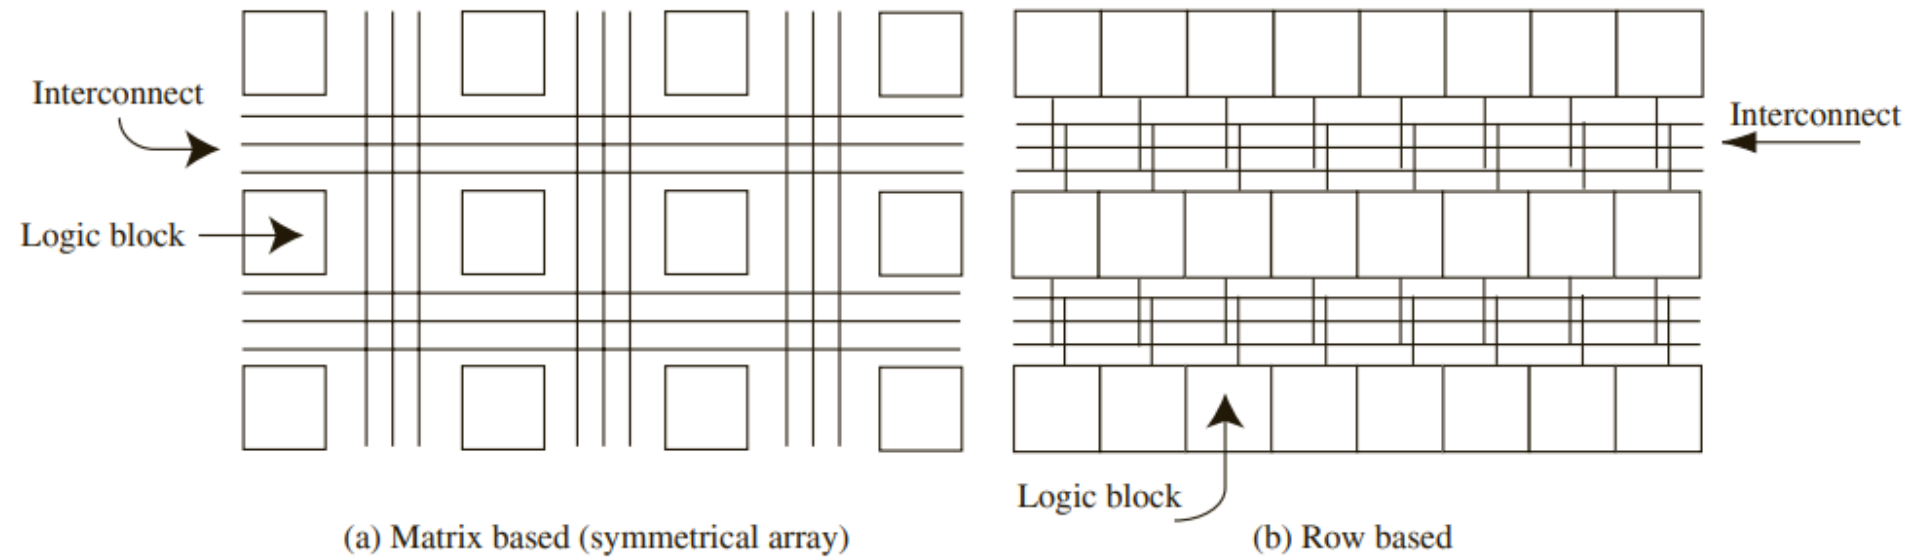 Interconnect
Logic block
(a) Matrix based (symmetrical array)
Interconnect
Logic block
(b) Row based